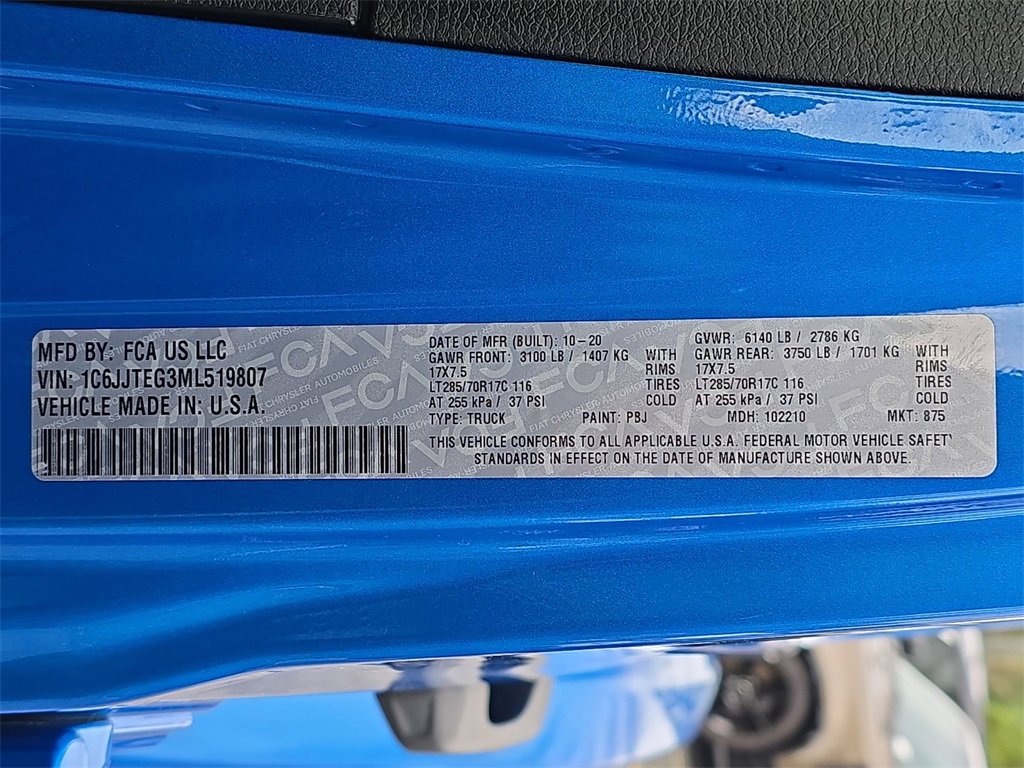 MFD BY: FCA US LLC
VIN: 1C6JJTEG3ML519807
VEHICLE MADE IN: U.S.A.
DATE OF MFR (BUILT): 10-20
GAWR FRONT: 3100 LB / 1407 KG WITH
17X7.5 RIMS
LT285/70R17C 116 TIRES
AT 255 kPa / 37 PSI COLD
TYPE: TRUCK PAINT: PBJ
GVWR: 6140 LB / 2786 KG
GAWR REAR: 3750 LB / 1701 KG WITH
17X7.5 RIMS
LT285/70R17C 116 TIRES
AT 255 kPa / 37 PSI COLD
MDH: 102210 MKT: 875
THIS VEHICLE CONFORMS TO ALL APPLICABLE U.S.A. FEDERAL MOTOR VEHICLE SAFETY
STANDARDS IN EFFECT ON THE DATE OF MANUFACTURE SHOWN ABOVE.
FCA
FIAT CHRYSLER AUTOMOBILES